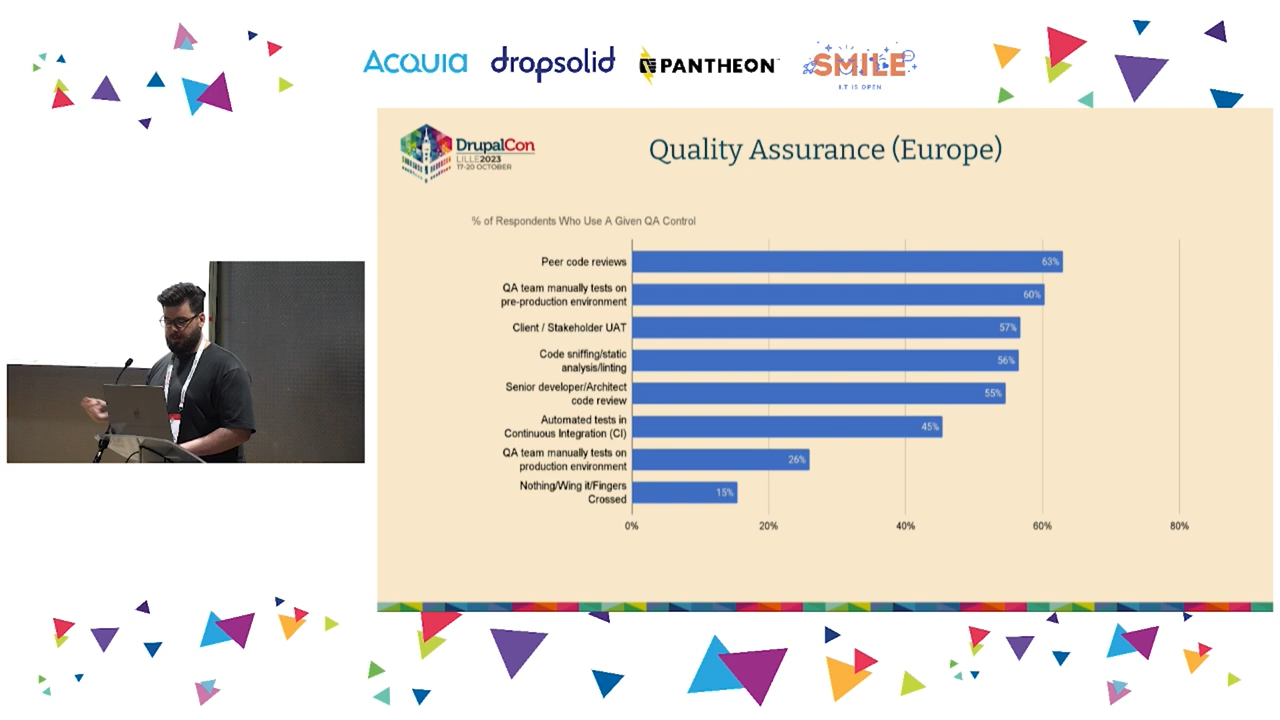 ACQUIA dropsolid PANTHEON SMILE
I.T IS OPEN
DrupalCon
LILLE2023
17-20 OCTOBER
Quality Assurance (Europe)
% of Respondents Who Use A Given QA Control
Peer code reviews 63%
QA team manually tests on
pre-production environment 60%
Client / Stakeholder UAT 57%
Code sniffing/static
analysis/linting 56%
Senior developer/Architect
code review 55%
Automated tests in
Continuous Integration (CI) 45%
QA team manually tests on
production environment 26%
Nothing/Wing it/Fingers
Crossed 15%
0% 20% 40% 60% 80%